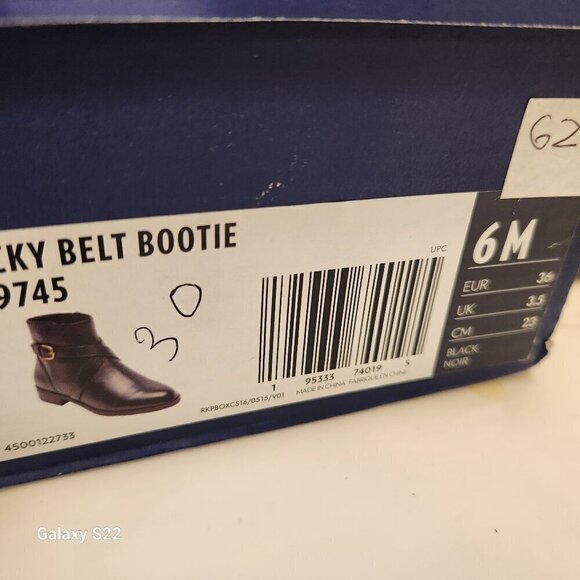 62
CKY BELT BOOTIE
9745
30
4500122733
UPC
1 95333 74019 5
MADE IN CHINA FABRIQUÉ EN CHINE
RKPBOXCS16/0515/V01
6M
EUR 36
UK 3.5
CM 23
BLACK
NOIR
Galaxy S22